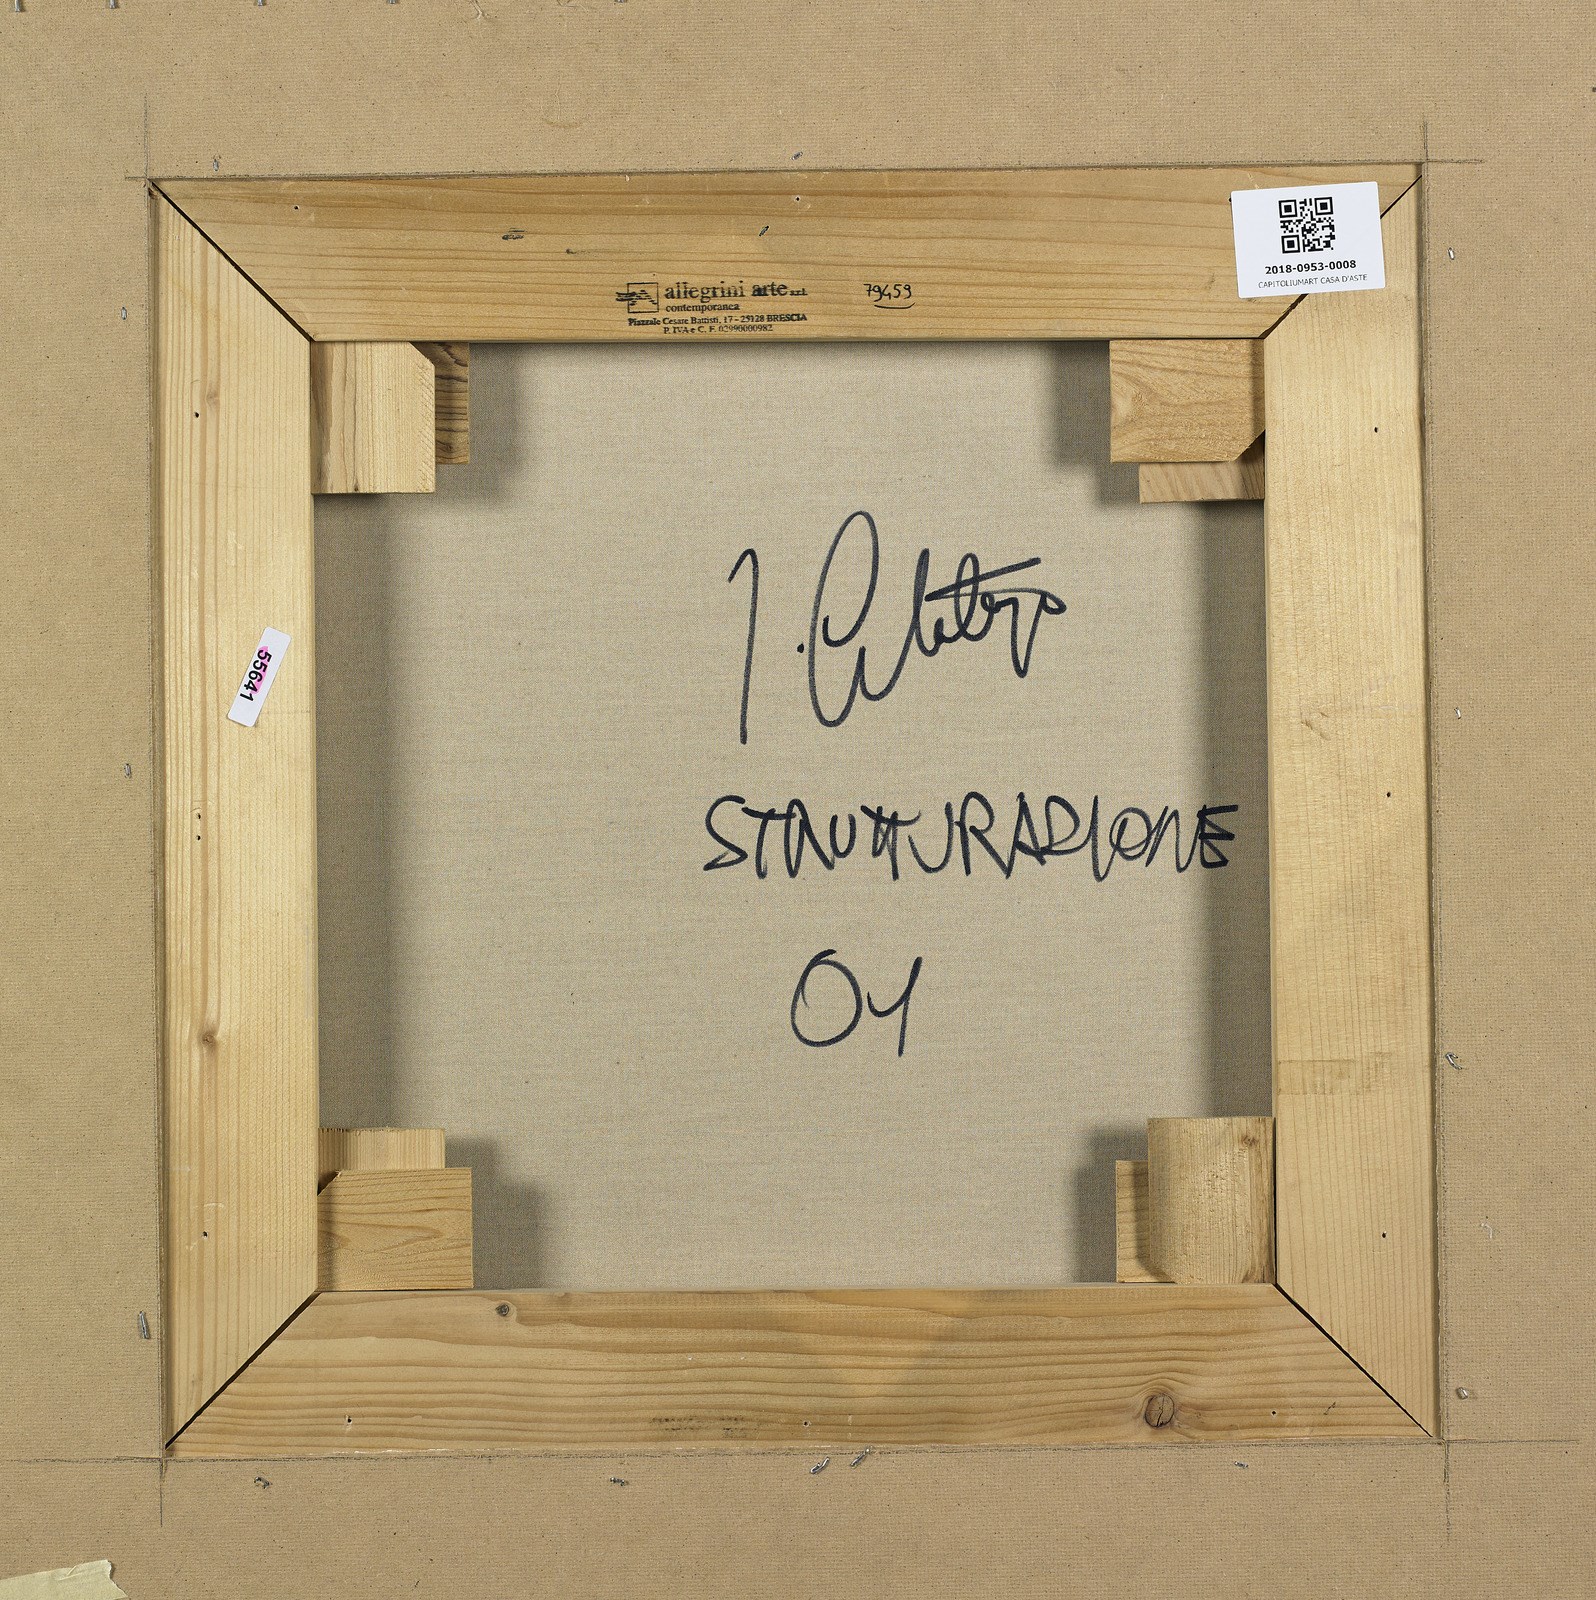 allegrini arte s.r.l.
contemporanea
Piazzale Cesare Battisti, 17 - 25128 BRESCIA
P. IVA e C. F. 02990000982
79459
2018-0953-0008
CAPITOLIUMART CASA D'ASTE
55641
STRUTTURAZIONE
04